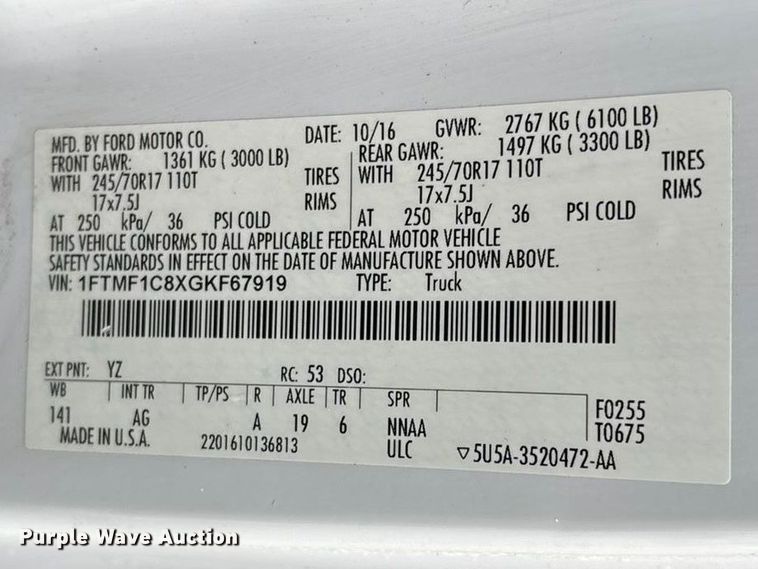 MFD. BY FORD MOTOR CO. DATE: 10/16 GVWR: 2767 KG ( 6100 LB)
FRONT GAWR: 1361 KG ( 3000 LB) REAR GAWR: 1497 KG ( 3300 LB)
WITH 245/70R17 110T TIRES WITH 245/70R17 110T TIRES
17x7.5J RIMS 17x7.5J RIMS
AT 250 kPa/ 36 PSI COLD AT 250 kPa/ 36 PSI COLD
THIS VEHICLE CONFORMS TO ALL APPLICABLE FEDERAL MOTOR VEHICLE
SAFETY STANDARDS IN EFFECT ON THE DATE OF MANUFACTURE SHOWN ABOVE.
VIN: 1FTMF1C8XGKF67919 TYPE: Truck
EXT PNT: YZ RC: 53 DSO:
WB INT TR TP/PS R AXLE TR SPR
141 AG A 19 6 NNAA F0255
MADE IN U.S.A. 2201610136813 ULC T0675
▽5U5A-3520472-AA
Purple Wave Auction